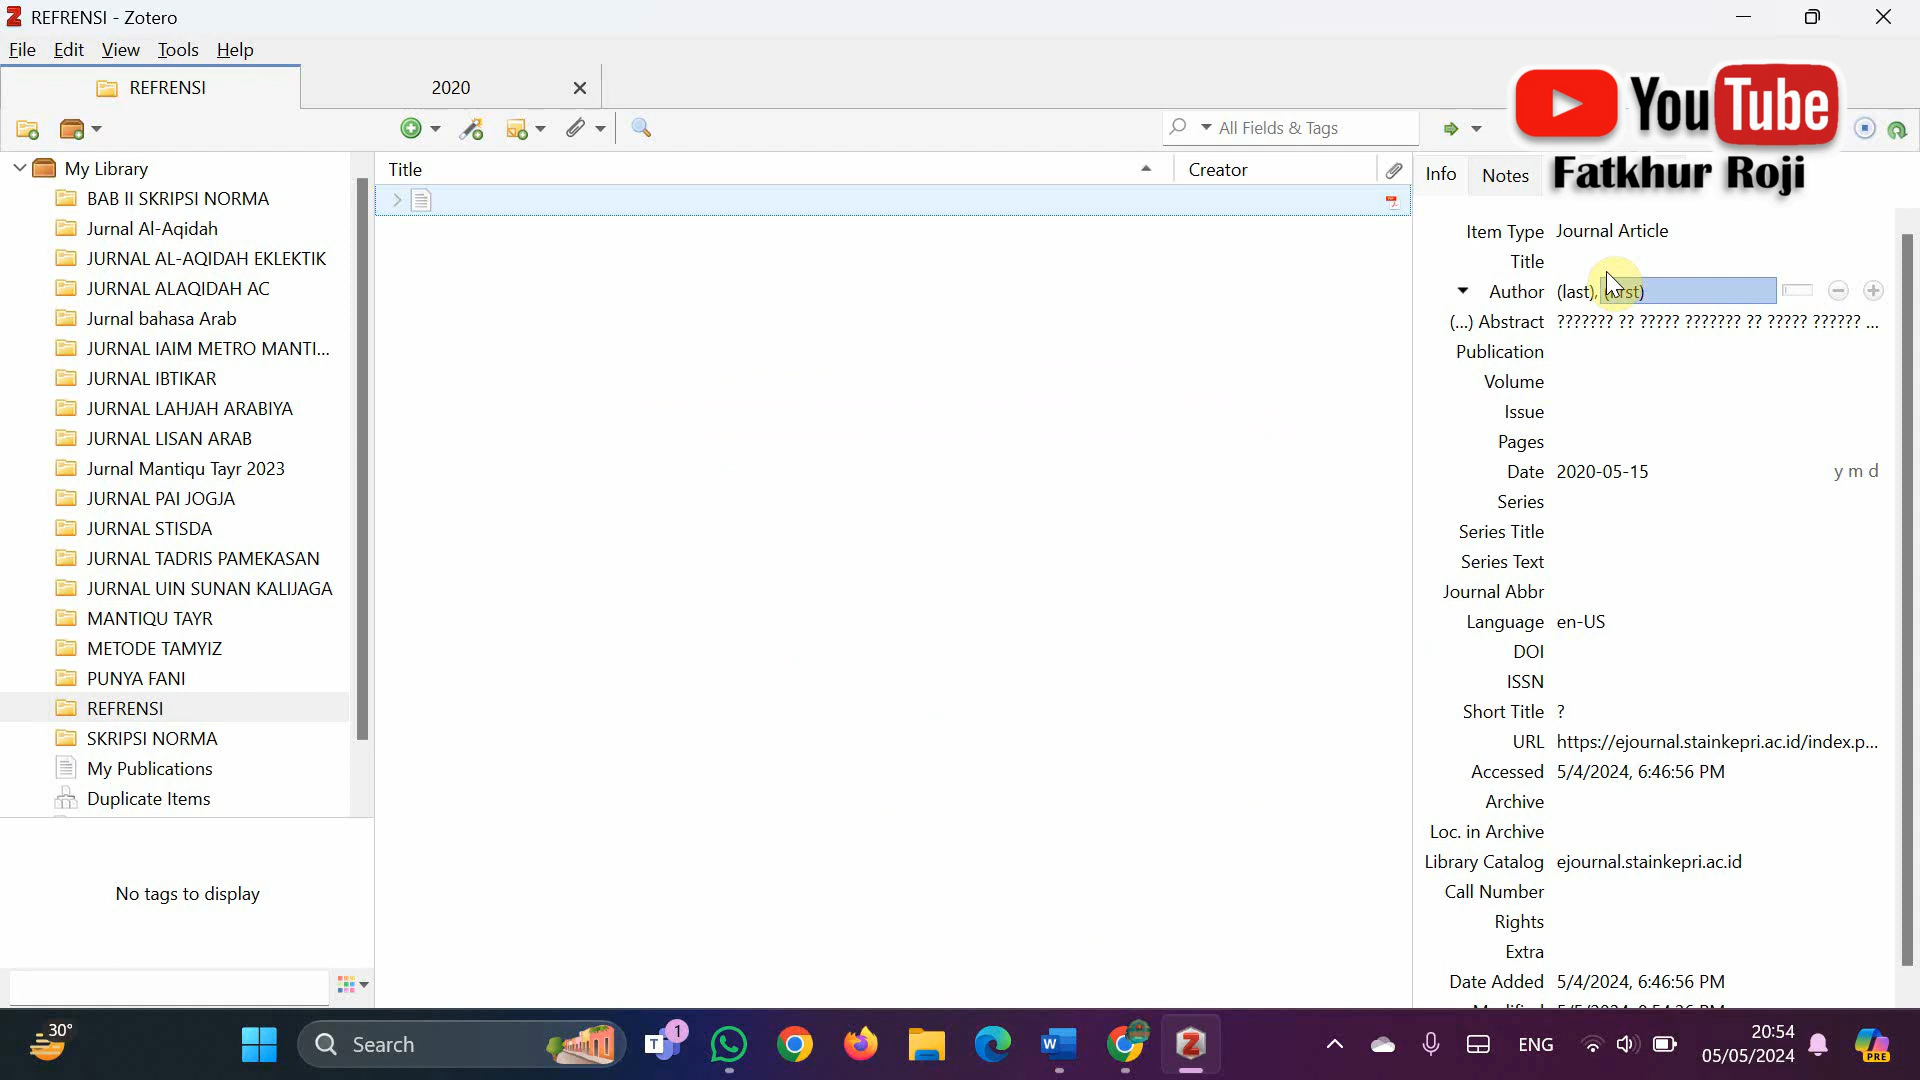 REFRENSI - Zotero
File Edit View Tools Help
REFRENSI
2020
All Fields & Tags
YouTube
Fatkhur Roji
My Library
BAB II SKRIPSI NORMA
Jurnal Al-Aqidah
JURNAL AL-AQIDAH EKLEKTIK
JURNAL ALAQIDAH AC
Jurnal bahasa Arab
JURNAL IAIM METRO MANTI...
JURNAL IBTIKAR
JURNAL LAHJAH ARABIYA
JURNAL LISAN ARAB
Jurnal Mantiqu Tayr 2023
JURNAL PAI JOGJA
JURNAL STISDA
JURNAL TADRIS PAMEKASAN
JURNAL UIN SUNAN KALIJAGA
MANTIQU TAYR
METODE TAMYIZ
PUNYA FANI
REFRENSI
SKRIPSI NORMA
My Publications
Duplicate Items
No tags to display
Title
Creator
Info Notes
Item Type Journal Article
Title
Author (last), (first)
(...) Abstract ??????? ?? ????? ??????? ?? ????? ?????? ...
Publication
Volume
Issue
Pages
Date 2020-05-15 y m d
Series
Series Title
Series Text
Journal Abbr
Language en-US
DOI
ISSN
Short Title ?
URL https://ejournal.stainkepri.ac.id/index.p...
Accessed 5/4/2024, 6:46:56 PM
Archive
Loc. in Archive
Library Catalog ejournal.stainkepri.ac.id
Call Number
Rights
Extra
Date Added 5/4/2024, 6:46:56 PM
30°
Search
1
ENG
20:54
05/05/2024
PRE